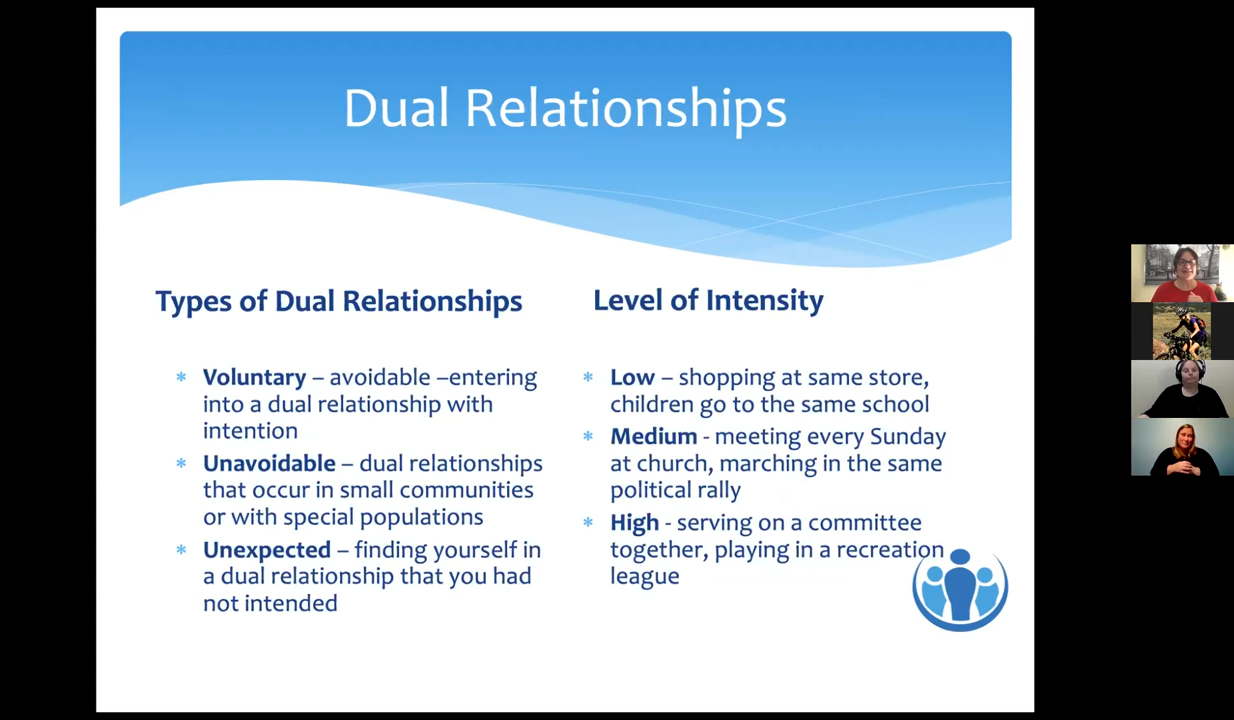 Dual Relationships
Types of Dual Relationships
Voluntary – avoidable –entering
into a dual relationship with
intention
Unavoidable – dual relationships
that occur in small communities
or with special populations
Unexpected – finding yourself in
a dual relationship that you had
not intended
Level of Intensity
Low – shopping at same store,
children go to the same school
Medium - meeting every Sunday
at church, marching in the same
political rally
High - serving on a committee
together, playing in a recreation
league